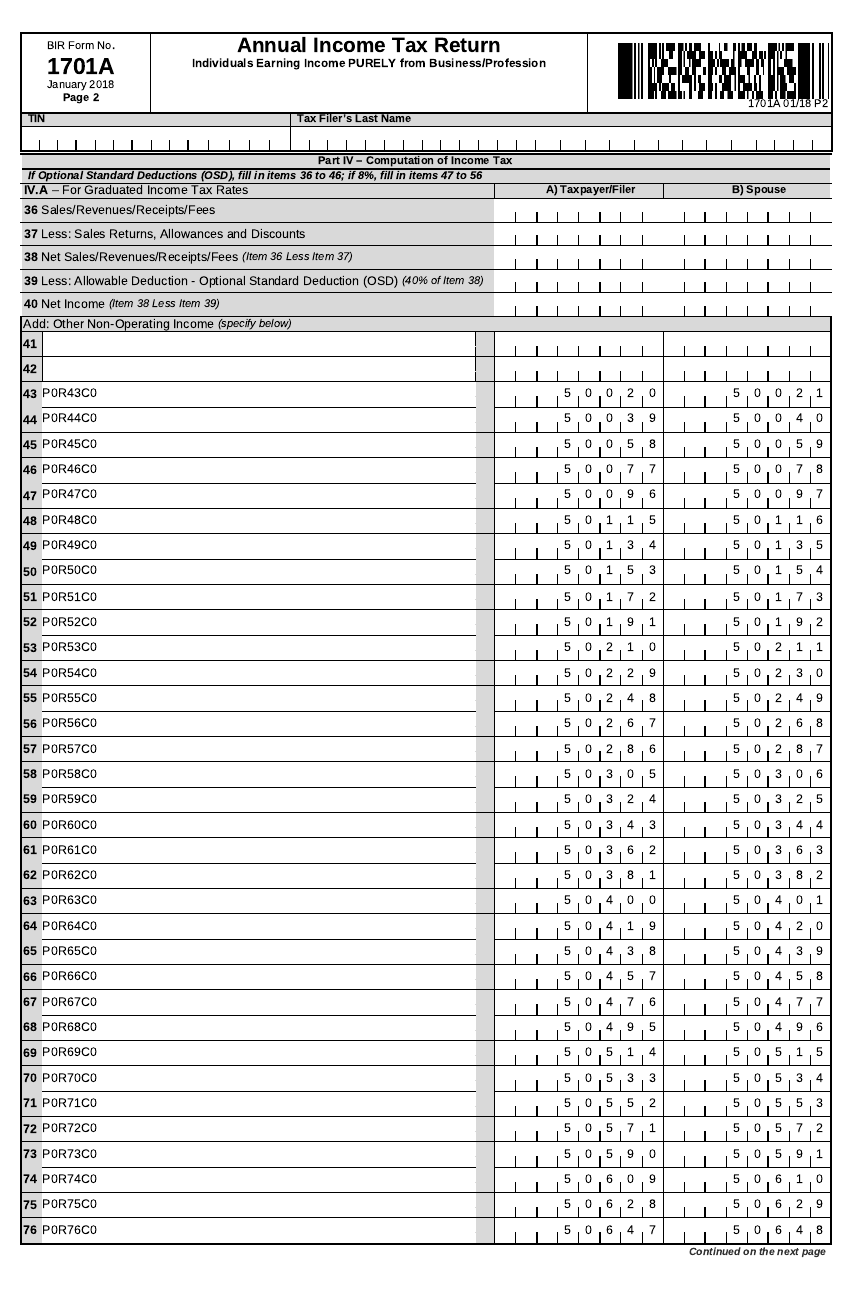 BIR Form No.
1701A
January 2018
Page 2
Annual Income Tax Return
Individuals Earning Income PURELY from Business/Profession
1701A 01/18 P2
TIN Tax Filer's Last Name
Part IV – Computation of Income Tax
If Optional Standard Deductions (OSD), fill in items 36 to 46; if 8%, fill in items 47 to 56
IV.A – For Graduated Income Tax Rates A) Taxpayer/Filer B) Spouse
36 Sales/Revenues/Receipts/Fees
37 Less: Sales Returns, Allowances and Discounts
38 Net Sales/Revenues/Receipts/Fees (Item 36 Less Item 37)
39 Less: Allowable Deduction - Optional Standard Deduction (OSD) (40% of Item 38)
40 Net Income (Item 38 Less Item 39)
Add: Other Non-Operating Income (specify below)
41
42
43 P0R43C0 50020 50021
44 P0R44C0 50039 50040
45 P0R45C0 50058 50059
46 P0R46C0 50077 50078
47 P0R47C0 50096 50097
48 P0R48C0 50115 50116
49 P0R49C0 50134 50135
50 P0R50C0 50153 50154
51 P0R51C0 50172 50173
52 P0R52C0 50191 50192
53 P0R53C0 50210 50211
54 P0R54C0 50229 50230
55 P0R55C0 50248 50249
56 P0R56C0 50267 50268
57 P0R57C0 50286 50287
58 P0R58C0 50305 50306
59 P0R59C0 50324 50325
60 P0R60C0 50343 50344
61 P0R61C0 50362 50363
62 P0R62C0 50381 50382
63 P0R63C0 50400 50401
64 P0R64C0 50419 50420
65 P0R65C0 50438 50439
66 P0R66C0 50457 50458
67 P0R67C0 50476 50477
68 P0R68C0 50495 50496
69 P0R69C0 50514 50515
70 P0R70C0 50533 50534
71 P0R71C0 50552 50553
72 P0R72C0 50571 50572
73 P0R73C0 50590 50591
74 P0R74C0 50609 50610
75 P0R75C0 50628 50629
76 P0R76C0 50647 50648
Continued on the next page